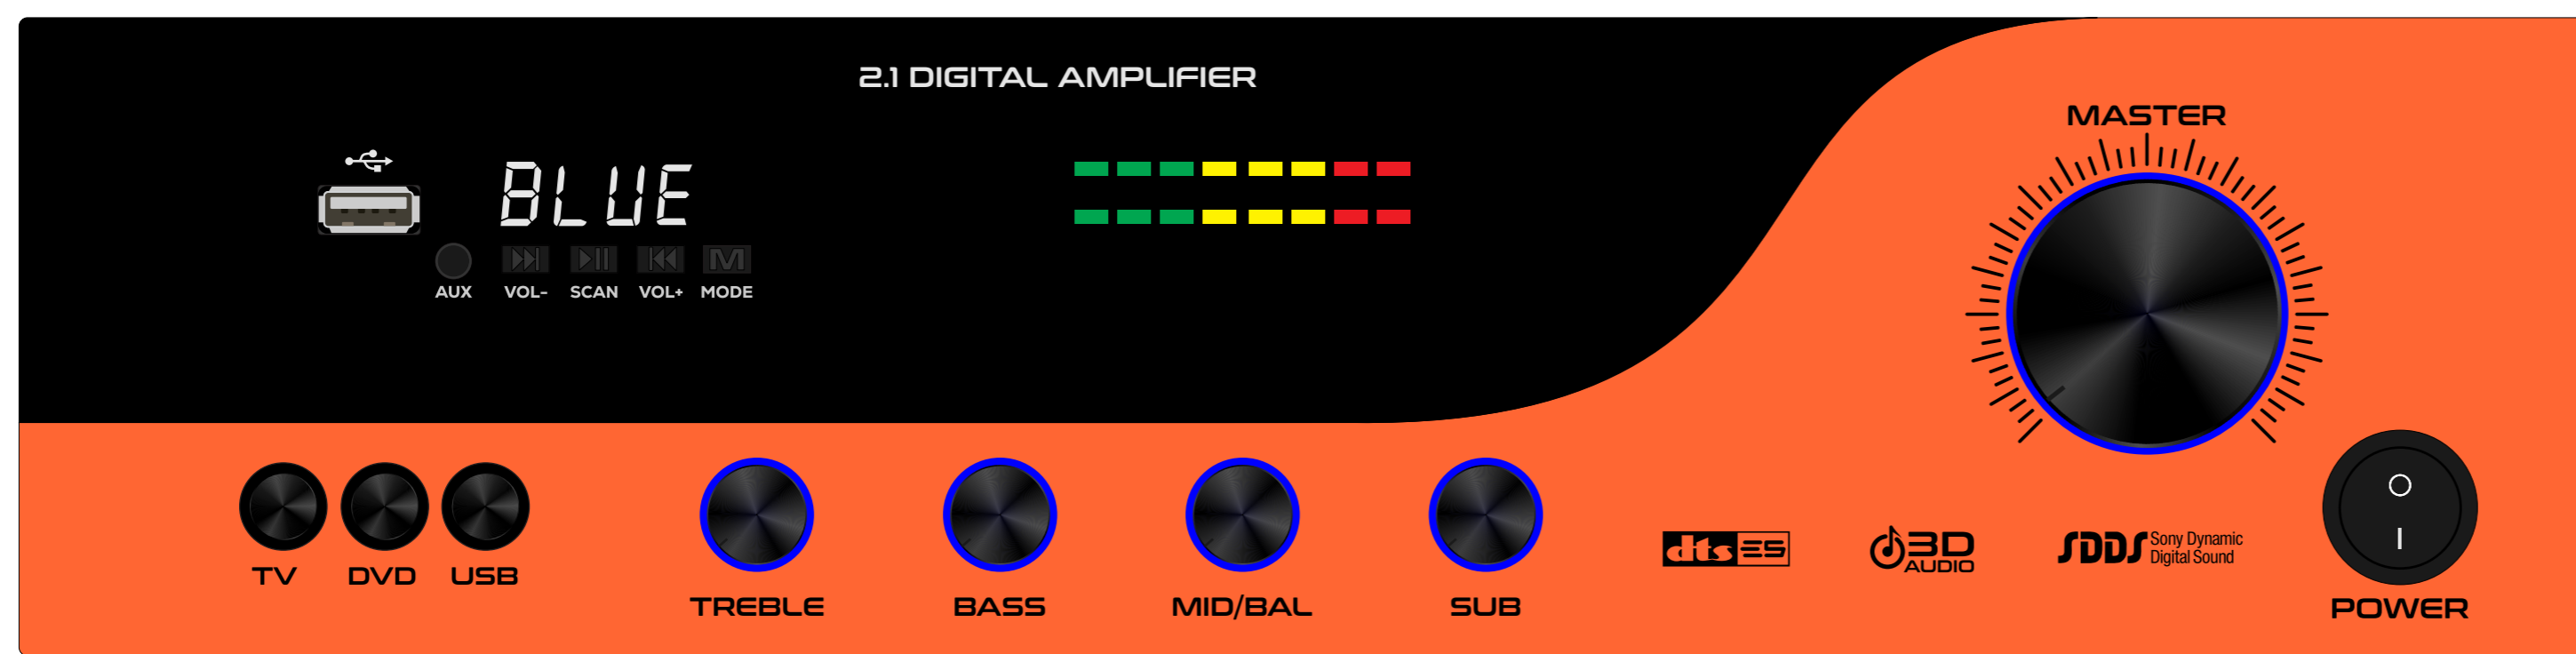 2.1 DIGITAL AMPLIFIER
MASTER
BLUE
M
AUX VOL- SCAN VOL+ MODE
TV DVD USB
TREBLE BASS MID/BAL SUB
dts ES
3D
AUDIO
SDDS Sony Dynamic
Digital Sound
O
I
POWER